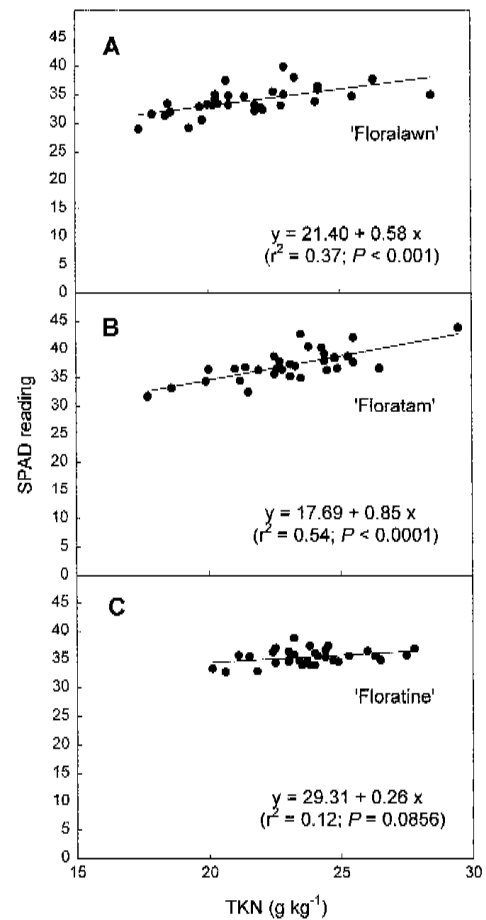 A
45
40
35
30
25
20
15
10
5
0
'Floralawn'
y = 21.40 + 0.58 x
(r² = 0.37; P < 0.001)
B
45
40
35
30
25
20
15
10
5
0
SPAD reading
'Floratam'
y = 17.69 + 0.85 x
(r² = 0.54; P < 0.0001)
C
45
40
35
30
25
20
15
10
5
0
'Floratine'
y = 29.31 + 0.26 x
(r² = 0.12; P = 0.0856)
15 20 25 30
TKN (g kg⁻¹)